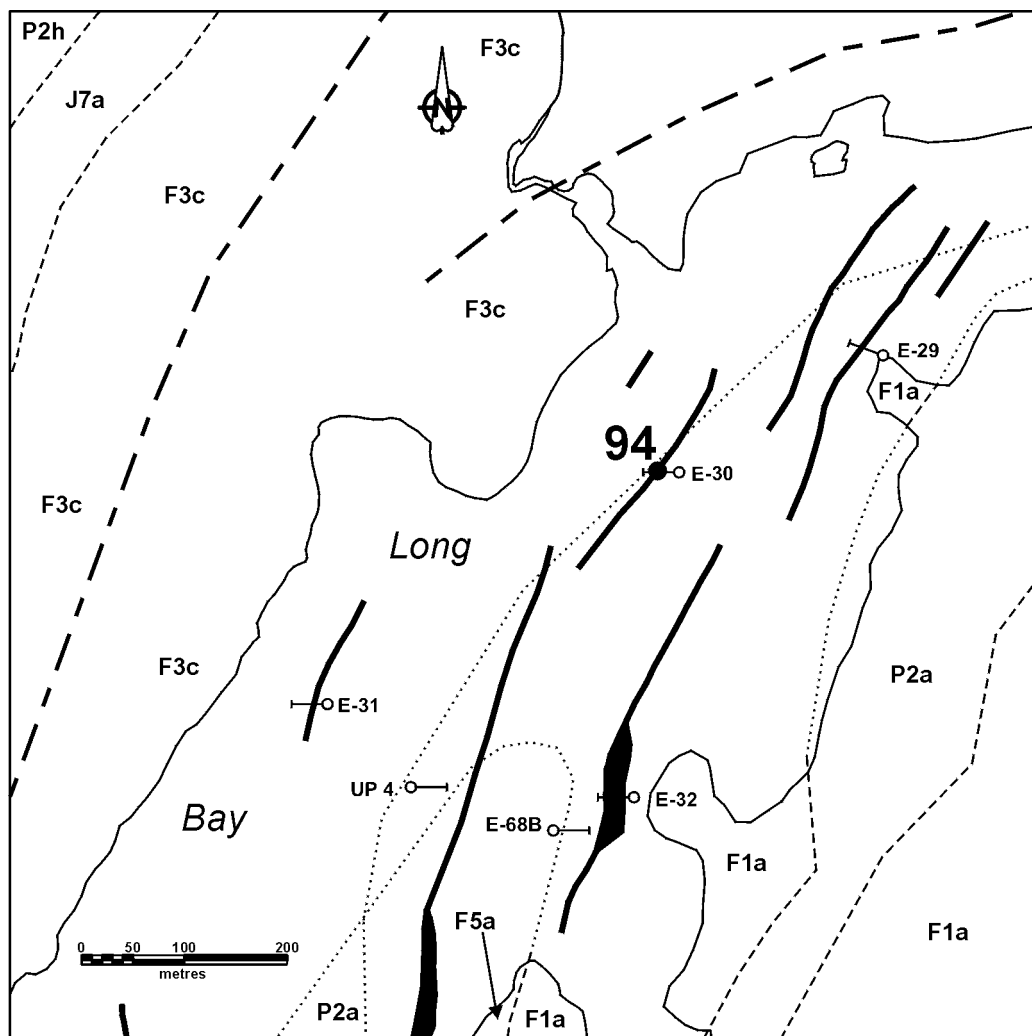 P2h
F3c
J7a
N
F3c
F3c
E-29
F1a
94
E-30
F3c
Long
F3c
P2a
E-31
UP 4
E-32
Bay
E-68B
F1a
F5a
F1a
0 50 100 200
metres
P2a
F1a